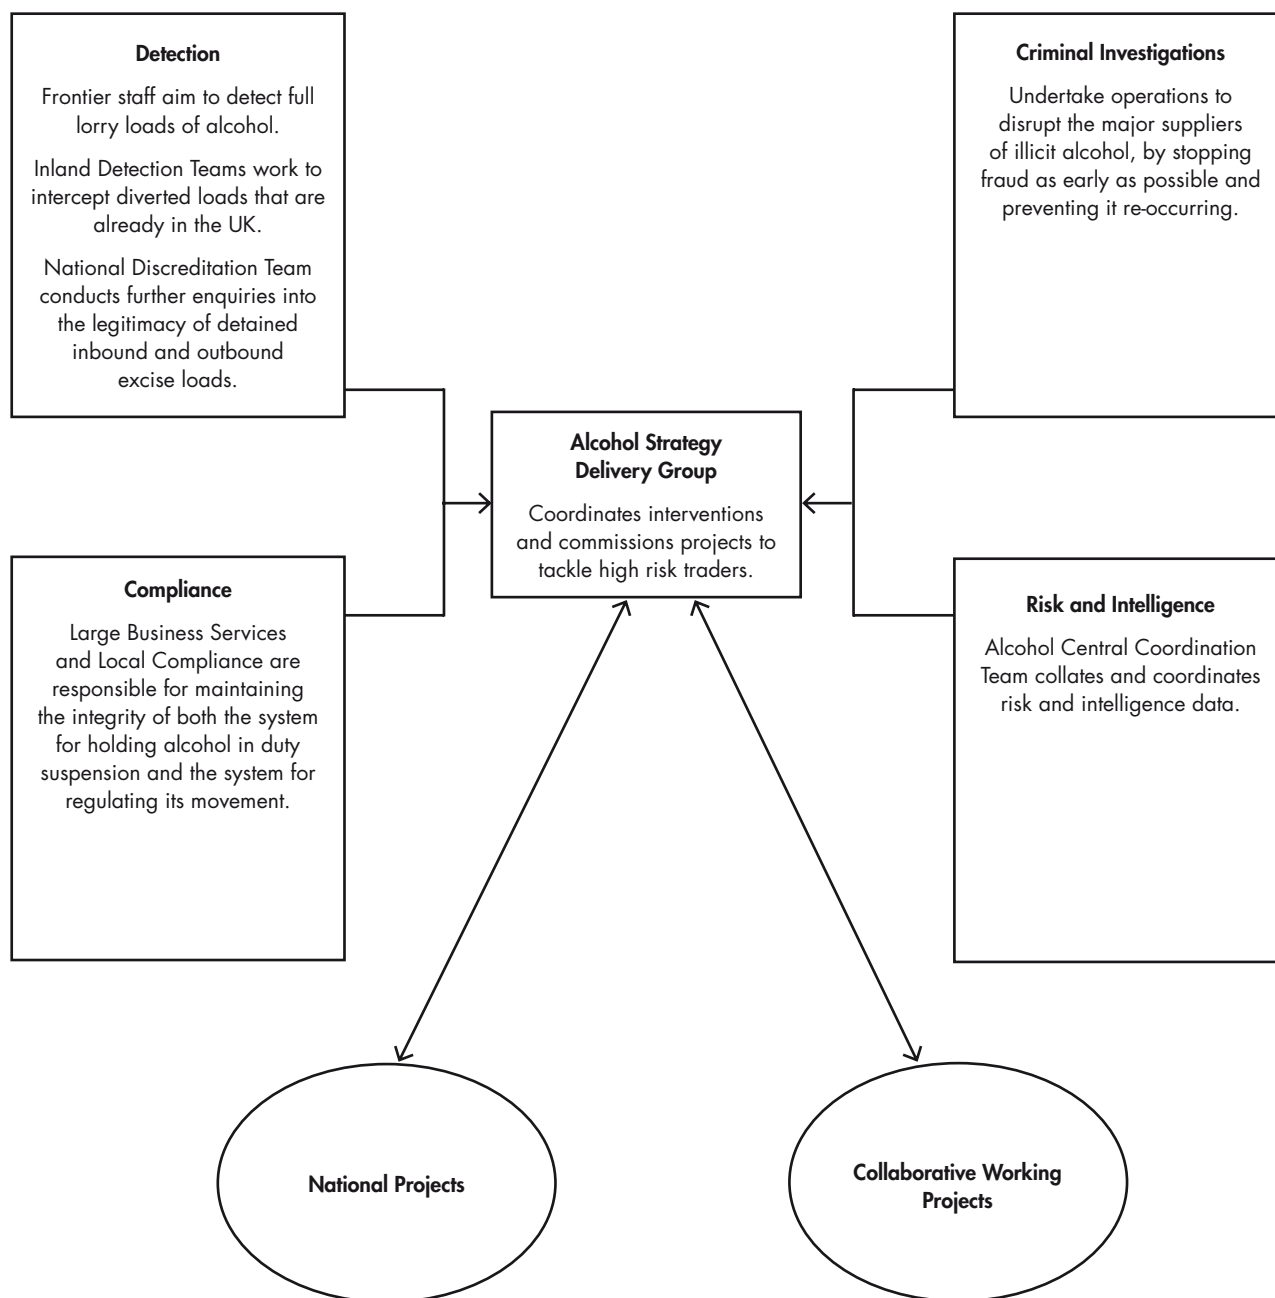 Detection
Frontier staff aim to detect full
lorry loads of alcohol.
Inland Detection Teams work to
intercept diverted loads that are
already in the UK.
National Discreditation Team
conducts further enquiries into
the legitimacy of detained
inbound and outbound
excise loads.
Criminal Investigations
Undertake operations to
disrupt the major suppliers
of illicit alcohol, by stopping
fraud as early as possible and
preventing it re-occurring.
Alcohol Strategy
Delivery Group
Coordinates interventions
and commissions projects to
tackle high risk traders.
Compliance
Large Business Services
and Local Compliance are
responsible for maintaining
the integrity of both the system
for holding alcohol in duty
suspension and the system for
regulating its movement.
Risk and Intelligence
Alcohol Central Coordination
Team collates and coordinates
risk and intelligence data.
National Projects
Collaborative Working
Projects